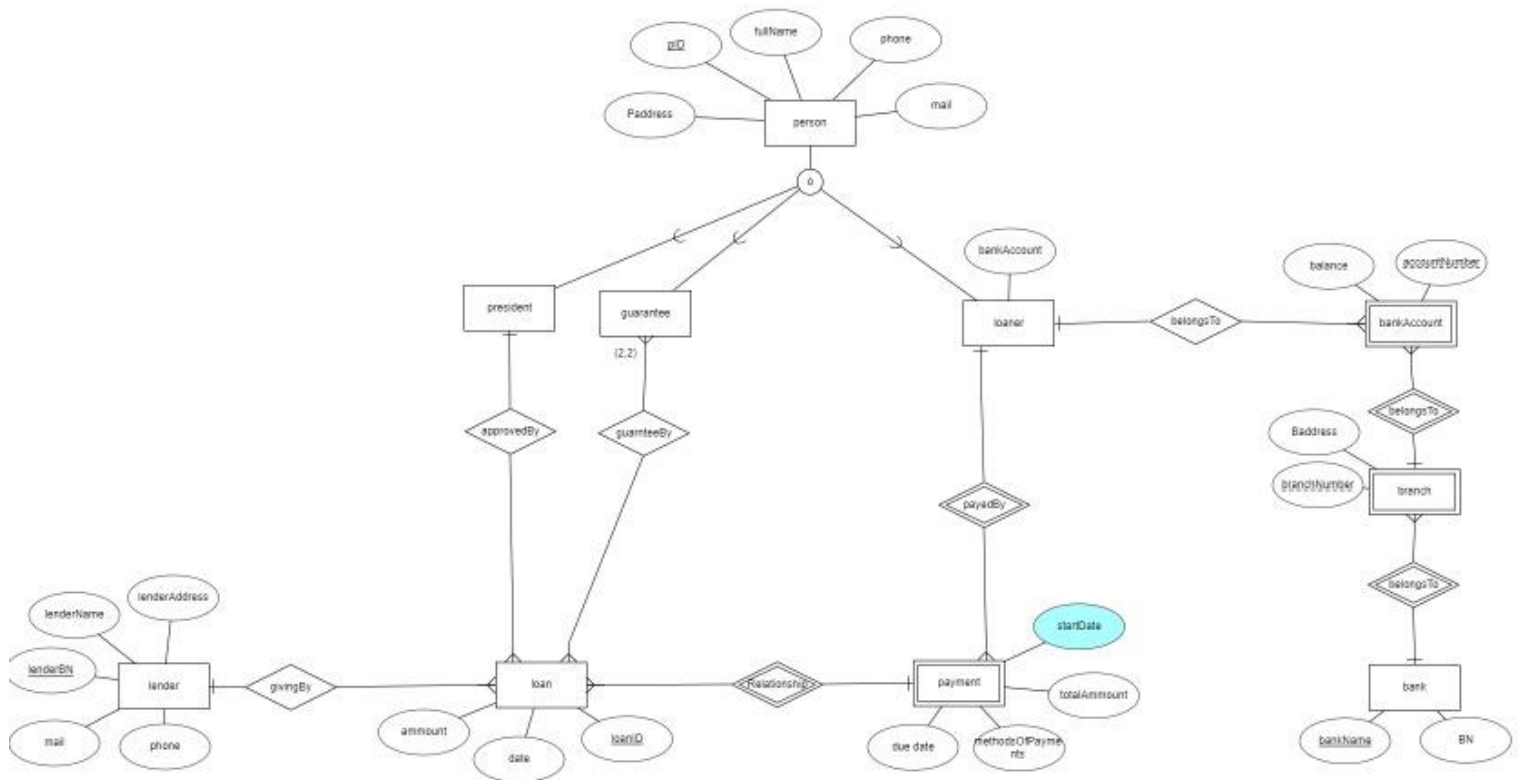 fullName
pID
phone
Paddress
mail
person
o
bankAccount
balance
accountNumber
president
guarantee
loaner
belongsTo
bankAccount
(2,2)
approvedBy
guarnteeBy
belongsTo
Baddress
branchNumber
branch
payedBy
belongsTo
lenderName
lenderAddress
startDate
lenderBN
lender
givingBy
loan
Relationship
payment
totalAmmount
bank
mail
phone
ammount
date
loanID
due date
methodsOfPayme
nts
bankName
BN